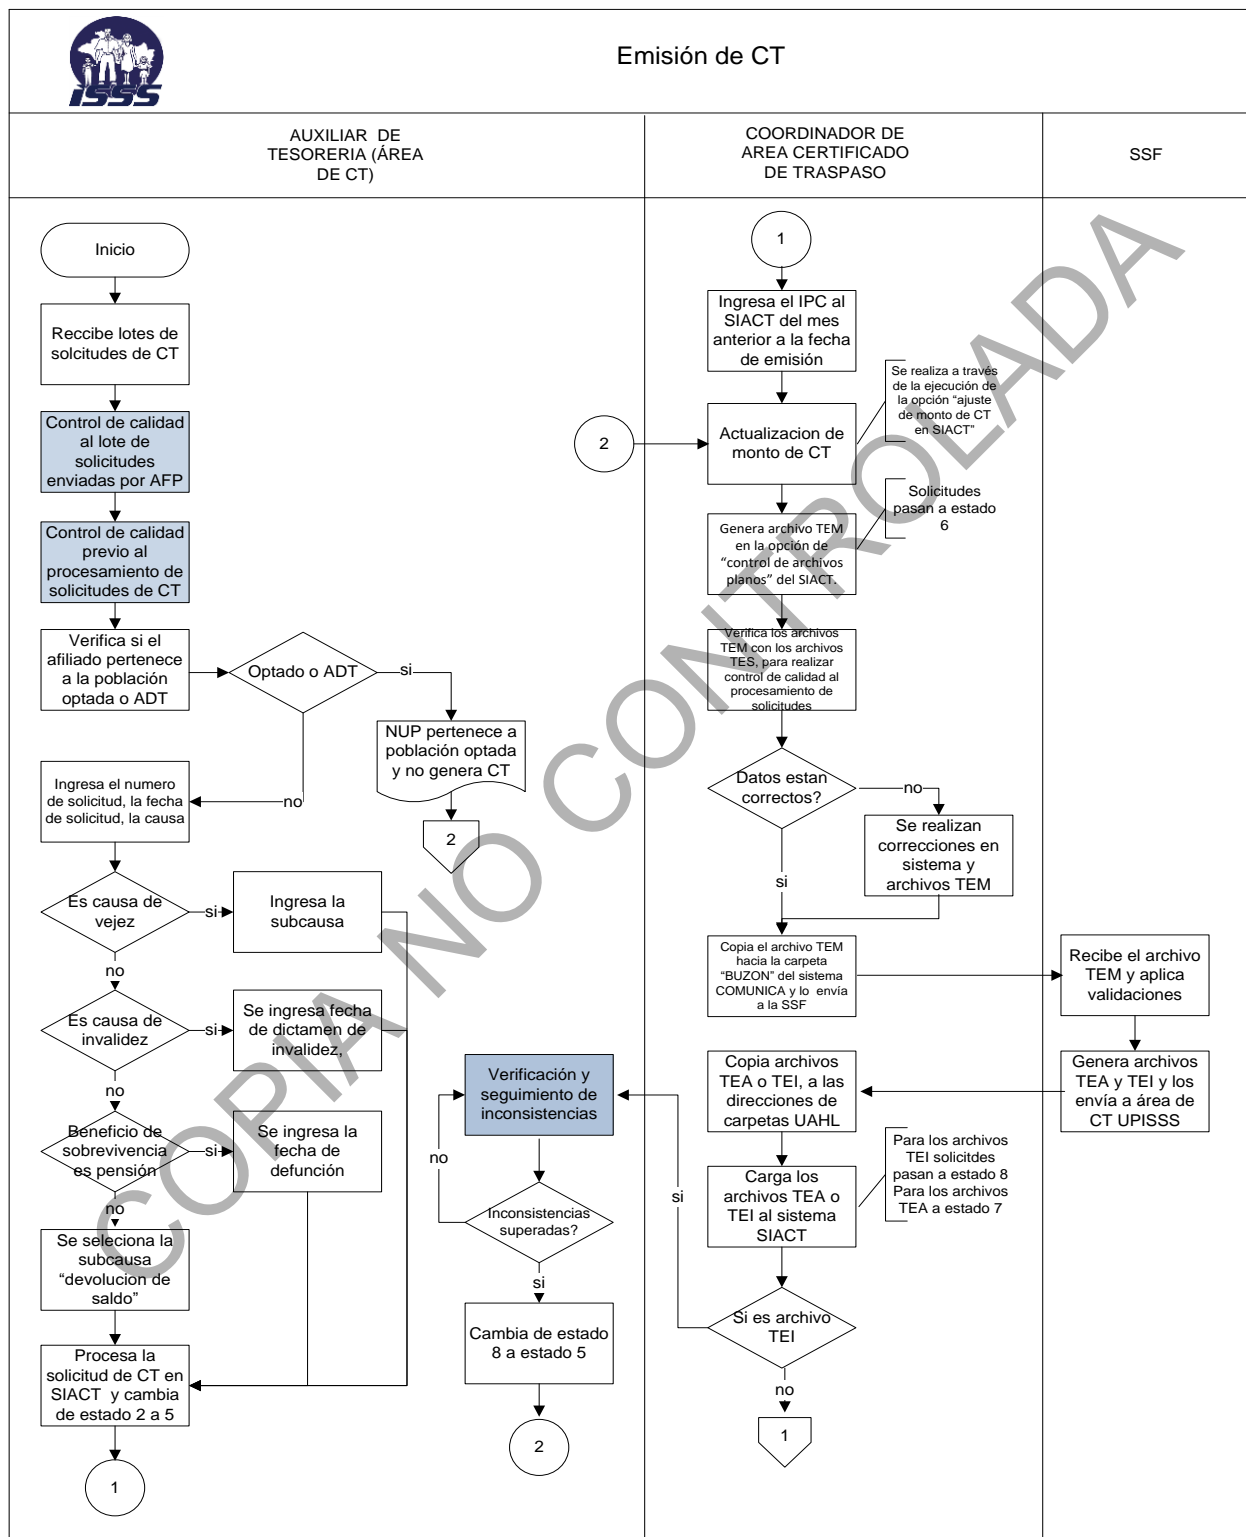 ISSS
Emisión de CT
AUXILIAR DE
TESORERIA (ÁREA
DE CT)
COORDINADOR DE
AREA CERTIFICADO
DE TRASPASO
SSF
Inicio
Reccibe lotes de
solcitudes de CT
Control de calidad
al lote de
solicitudes
enviadas por AFP
Control de calidad
previo al
procesamiento de
solicitudes de CT
Verifica si el
afiliado pertenece
a la población
optada o ADT
Optado o ADT
si
no
NUP pertenece a
población optada
y no genera CT
2
Ingresa el numero
de solicitud, la fecha
de solicitud, la causa
Es causa de
vejez
si
Ingresa la
subcausa
no
Es causa de
invalidez
si
Se ingresa fecha
de dictamen de
invalidez,
no
Beneficio de
sobrevivencia
es pensión
si
Se ingresa la
fecha de
defunción
no
Se seleciona la
subcausa
“devolucion de
saldo”
Procesa la
solicitud de CT en
SIACT y cambia
de estado 2 a 5
1
Verificación y
seguimiento de
inconsistencias
no
Inconsistencias
superadas?
si
Cambia de estado
8 a estado 5
2
1
Ingresa el IPC al
SIACT del mes
anterior a la fecha
de emisión
2
Actualizacion de
monto de CT
Se realiza a través
de la ejecución de
la opción “ajuste
de monto de CT
en SIACT”
Genera archivo TEM
en la opción de
“control de archivos
planos” del SIACT.
Solicitudes
pasan a estado
6
Verifica los archivos
TEM con los archivos
TES, para realizar
control de calidad al
procesamiento de
solicitudes
Datos estan
correctos?
no
Se realizan
correcciones en
sistema y
archivos TEM
si
Copia el archivo TEM
hacia la carpeta
“BUZON” del sistema
COMUNICA y lo envía
a la SSF
Recibe el archivo
TEM y aplica
validaciones
Genera archivos
TEA y TEI y los
envía a área de
CT UPISSS
Copia archivos
TEA o TEI, a las
direcciones de
carpetas UAHL
Carga los
archivos TEA o
TEI al sistema
SIACT
Para los archivos
TEI solicitdes
pasan a estado 8
Para los archivos
TEA a estado 7
Si es archivo
TEI
si
no
1
COPIA NO CONTROLADA